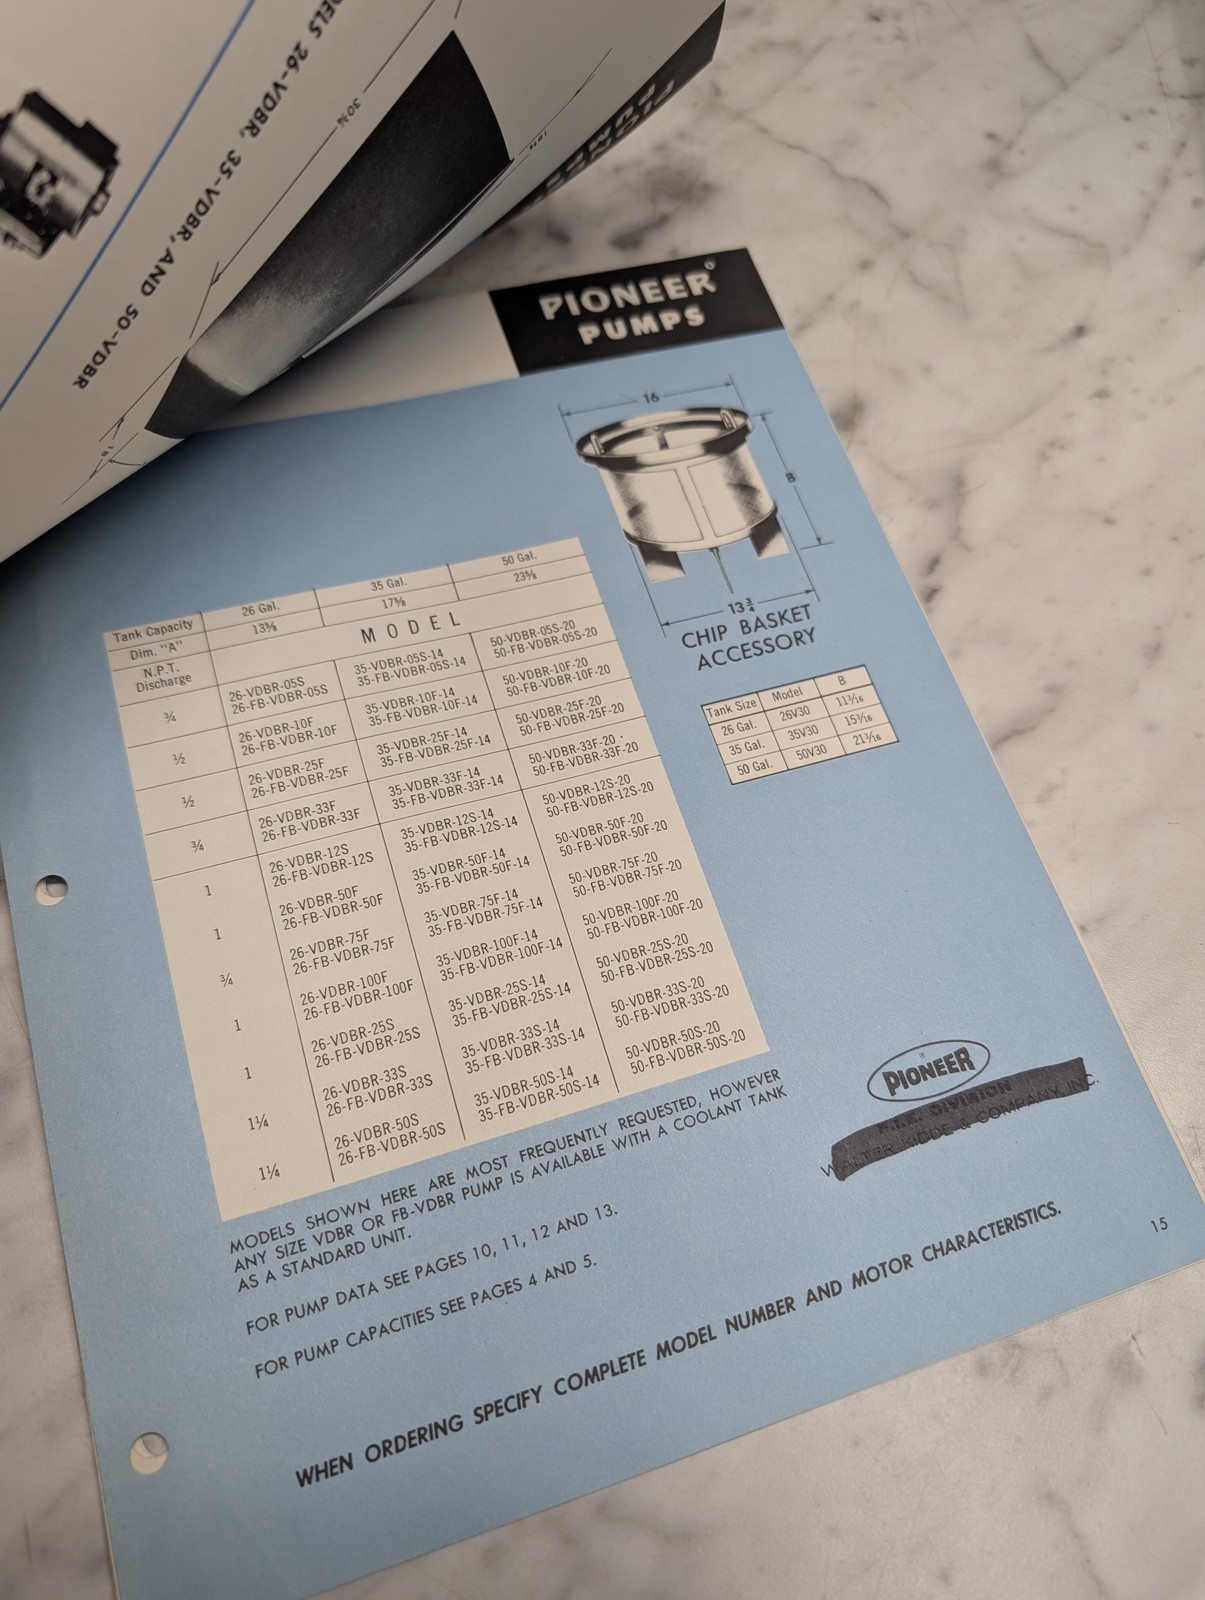 DELS 26-VDBR, 35-VDBR, AND 50-VDBR
30¾
PIONEER®
PUMPS
16
B
13¾
CHIP BASKET
ACCESSORY
Tank Size Model B
26 Gal. 26V30 11³⁄₁₆
35 Gal. 35V30 15³⁄₁₆
50 Gal. 50V30 21³⁄₁₆
Tank Capacity 26 Gal. 35 Gal. 50 Gal.
Dim. "A" 13⅝ 17⅝ 23⅝
N.P.T.
Discharge
MODEL
¾ 26-VDBR-05S 35-VDBR-05S-14 50-VDBR-05S-20
26-FB-VDBR-05S 35-FB-VDBR-05S-14 50-FB-VDBR-05S-20
½ 26-VDBR-10F 35-VDBR-10F-14 50-VDBR-10F-20
26-FB-VDBR-10F 35-FB-VDBR-10F-14 50-FB-VDBR-10F-20
½ 26-VDBR-25F 35-VDBR-25F-14 50-VDBR-25F-20
26-FB-VDBR-25F 35-FB-VDBR-25F-14 50-FB-VDBR-25F-20
¾ 26-VDBR-33F 35-VDBR-33F-14 50-VDBR-33F-20
26-FB-VDBR-33F 35-FB-VDBR-33F-14 50-FB-VDBR-33F-20
1 26-VDBR-12S 35-VDBR-12S-14 50-VDBR-12S-20
26-FB-VDBR-12S 35-FB-VDBR-12S-14 50-FB-VDBR-12S-20
1 26-VDBR-50F 35-VDBR-50F-14 50-VDBR-50F-20
26-FB-VDBR-50F 35-FB-VDBR-50F-14 50-FB-VDBR-50F-20
¾ 26-VDBR-75F 35-VDBR-75F-14 50-VDBR-75F-20
26-FB-VDBR-75F 35-FB-VDBR-75F-14 50-FB-VDBR-75F-20
1 26-VDBR-100F 35-VDBR-100F-14 50-VDBR-100F-20
26-FB-VDBR-100F 35-FB-VDBR-100F-14 50-FB-VDBR-100F-20
1 26-VDBR-25S 35-VDBR-25S-14 50-VDBR-25S-20
26-FB-VDBR-25S 35-FB-VDBR-25S-14 50-FB-VDBR-25S-20
1¼ 26-VDBR-33S 35-VDBR-33S-14 50-VDBR-33S-20
26-FB-VDBR-33S 35-FB-VDBR-33S-14 50-FB-VDBR-33S-20
1¼ 26-VDBR-50S 35-VDBR-50S-14 50-VDBR-50S-20
26-FB-VDBR-50S 35-FB-VDBR-50S-14 50-FB-VDBR-50S-20
MODELS SHOWN HERE ARE MOST FREQUENTLY REQUESTED, HOWEVER
ANY SIZE VDBR OR FB-VDBR PUMP IS AVAILABLE WITH A COOLANT TANK
AS A STANDARD UNIT.
FOR PUMP DATA SEE PAGES 10, 11, 12 AND 13.
FOR PUMP CAPACITIES SEE PAGES 4 AND 5.
PIONEER
DIVISION
WALTER KIDDE & COMPANY, INC.
WHEN ORDERING SPECIFY COMPLETE MODEL NUMBER AND MOTOR CHARACTERISTICS.
15